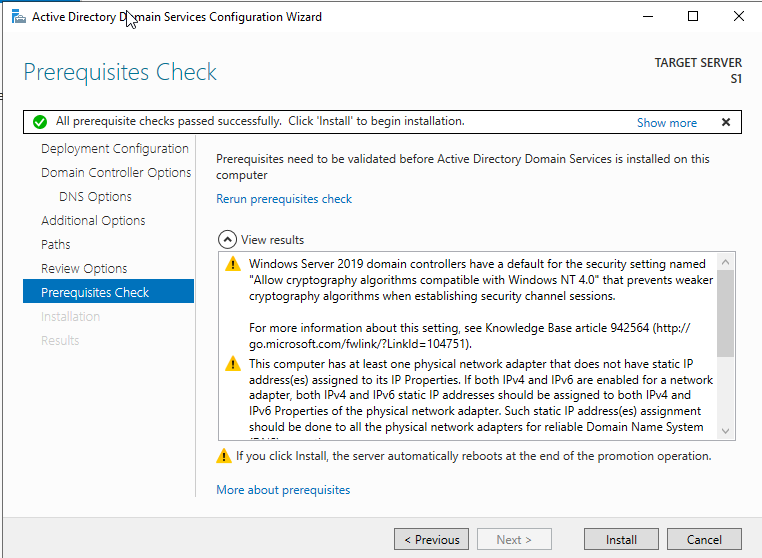 Active Directory Domain Services Configuration Wizard
Prerequisites Check
TARGET SERVER
S1
All prerequisite checks passed successfully.  Click 'Install' to begin installation.
Show more
Deployment Configuration
Domain Controller Options
DNS Options
Additional Options
Paths
Review Options
Prerequisites Check
Installation
Results
Prerequisites need to be validated before Active Directory Domain Services is installed on this
computer
Rerun prerequisites check
View results
Windows Server 2019 domain controllers have a default for the security setting named
"Allow cryptography algorithms compatible with Windows NT 4.0" that prevents weaker
cryptography algorithms when establishing security channel sessions.
For more information about this setting, see Knowledge Base article 942564 (http://
go.microsoft.com/fwlink/?LinkId=104751).
This computer has at least one physical network adapter that does not have static IP
address(es) assigned to its IP Properties. If both IPv4 and IPv6 are enabled for a network
adapter, both IPv4 and IPv6 static IP addresses should be assigned to both IPv4 and
IPv6 Properties of the physical network adapter. Such static IP address(es) assignment
should be done to all the physical network adapters for reliable Domain Name System
If you click Install, the server automatically reboots at the end of the promotion operation.
More about prerequisites
< Previous
Next >
Install
Cancel